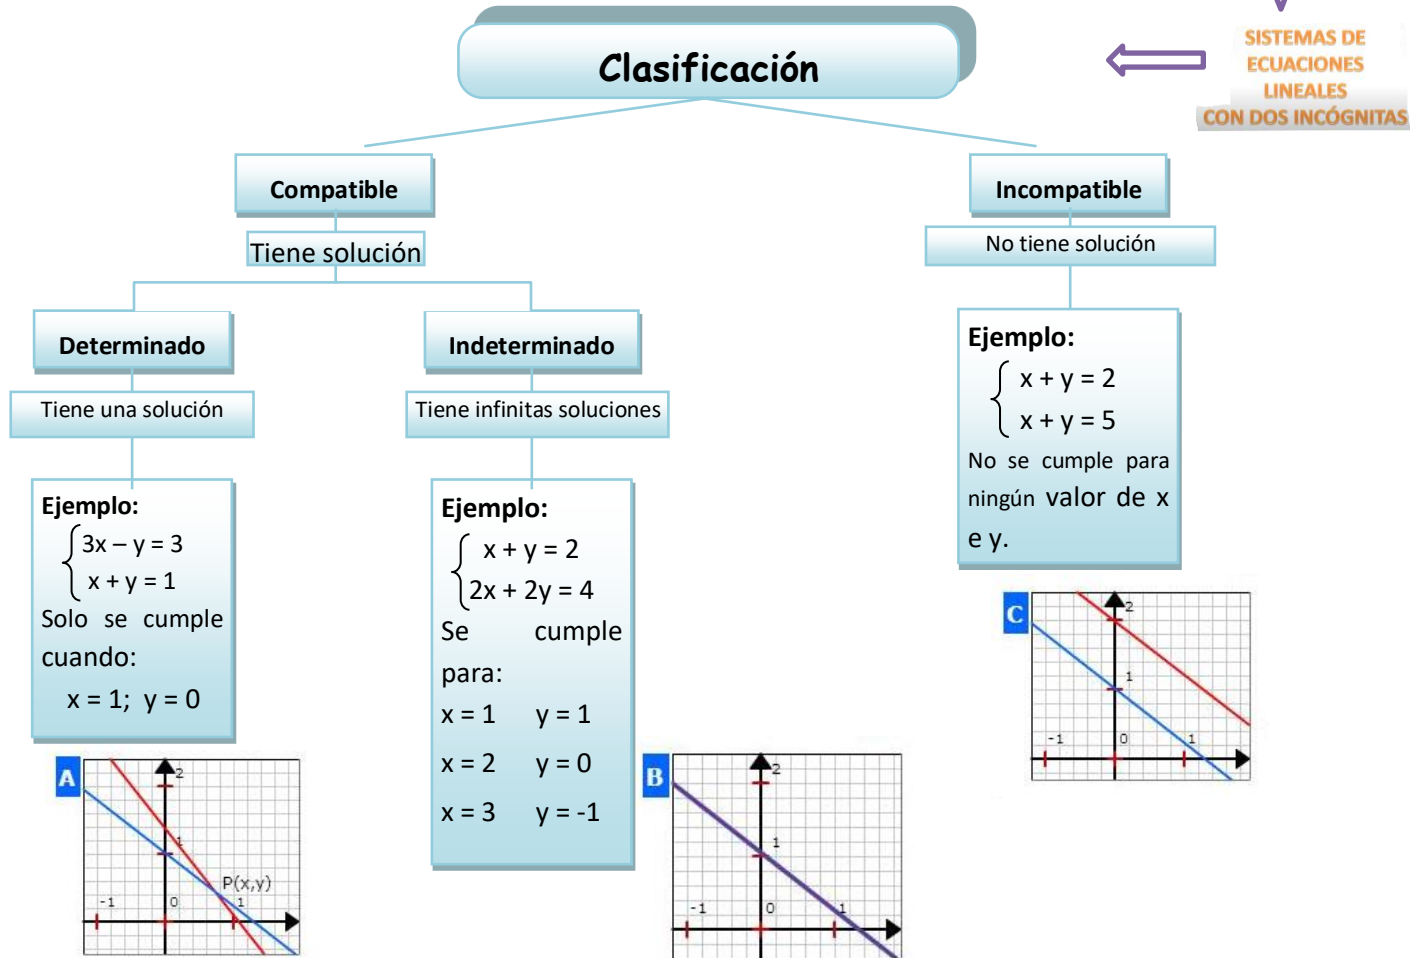 Clasificación
SISTEMAS DE
ECUACIONES
LINEALES
CON DOS INCÓGNITAS
Compatible
Tiene solución
Determinado
Tiene una solución
Ejemplo:
3x – y = 3
x + y = 1
Solo se cumple
cuando:
x = 1; y = 0
A
2
1
P(x,y)
-1
0
1
Indeterminado
Tiene infinitas soluciones
Ejemplo:
x + y = 2
2x + 2y = 4
Se cumple
para:
x = 1 y = 1
x = 2 y = 0
x = 3 y = -1
B
2
1
-1
0
1
Incompatible
No tiene solución
Ejemplo:
x + y = 2
x + y = 5
No se cumple para
ningún valor de x
e y.
C
2
1
-1
0
1